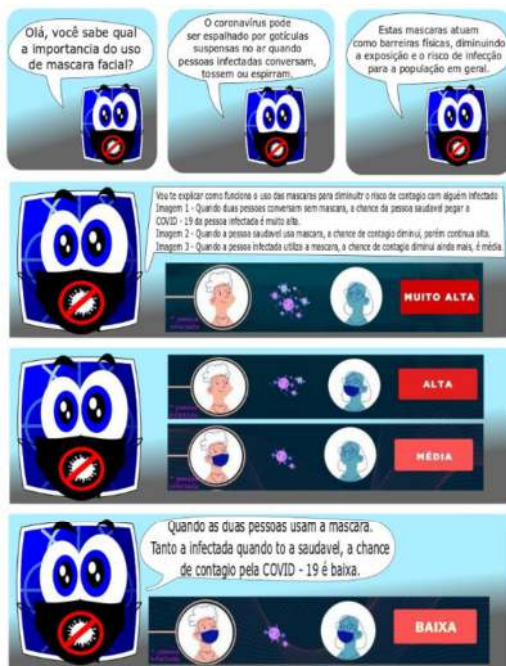 Olá, você sabe qual
a importancia do uso
de mascara facial?
O coronavírus pode
ser espalhado por gotículas
suspensas no ar quando
pessoas infectadas conversam,
tossem ou espirram.
Estas mascaras atuam
como barreiras físicas, diminuindo
a exposição e o risco de infecção
para a população em geral.
Vou te explicar como funciona o uso das mascaras para diminuitr o risco de contagio com alguém infectado
Imagem 1 - Quando duas pessoes conversam sem mascara, a chance da pessoa saudavel pegar a
COVID - 19 da pessoa infectada é muito alta.
Imagem 2 - Quando a pessoa saudavel usa mascara, a chance de contagio diminui, porém continua alta.
Imagem 3 - Quando a pessoa infectada utiliza a mascara, a chance de contagio diminui ainda mais, é média.
MUITO ALTA
ALTA
MÉDIA
Quando as duas pessoas usam a mascara.
Tanto a infectada quando to a saudavel, a chance
de contagio pela COVID - 19 é baixa.
BAIXA